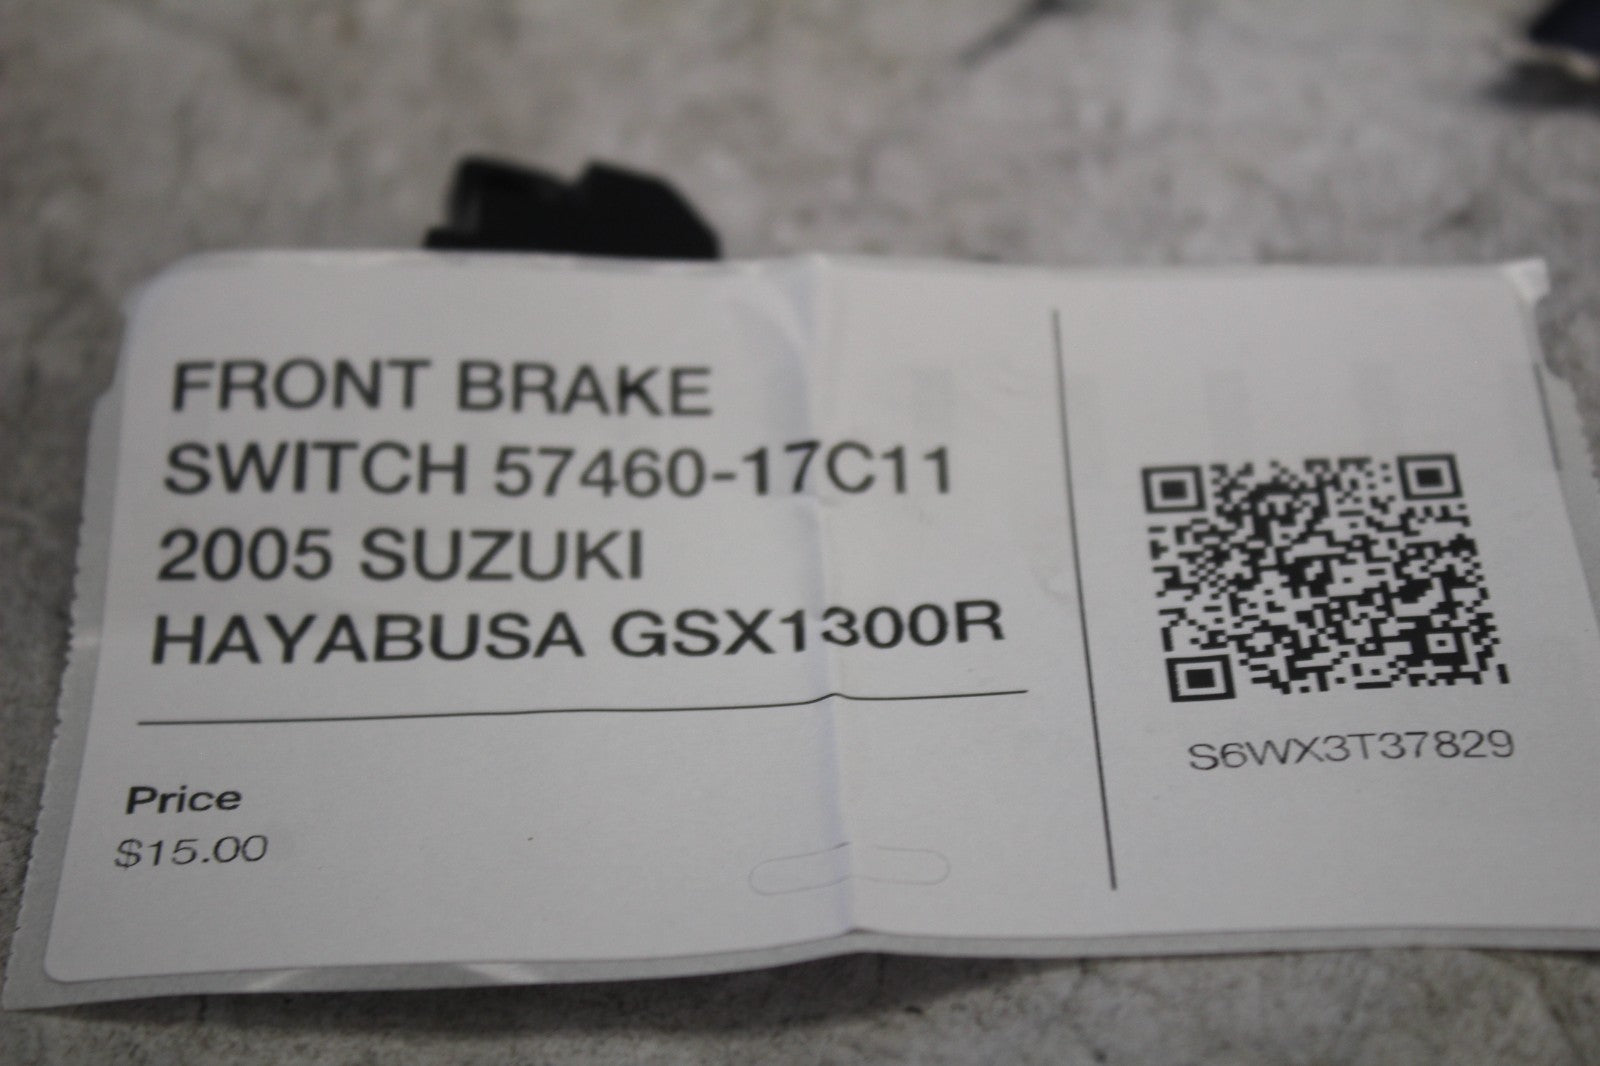 FRONT BRAKE
SWITCH 57460-17C11
2005 SUZUKI
HAYABUSA GSX1300R
Price
$15.00
S6WX3T37829